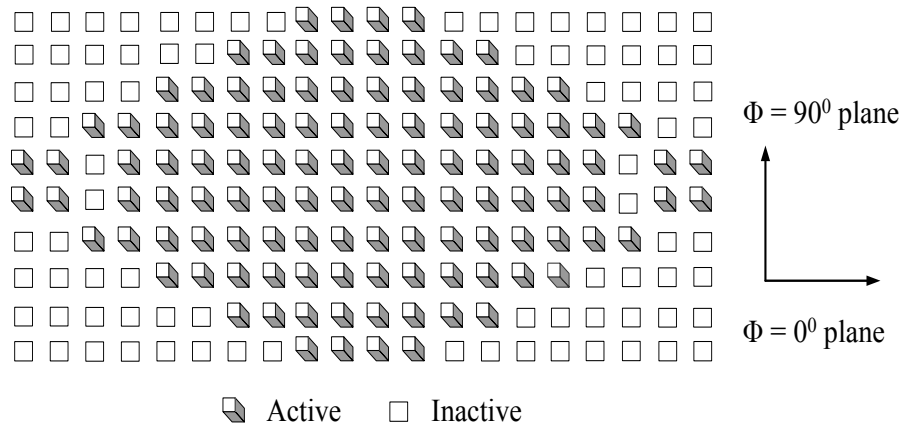 Φ = 90⁰ plane
Φ = 0⁰ plane
Active
Inactive